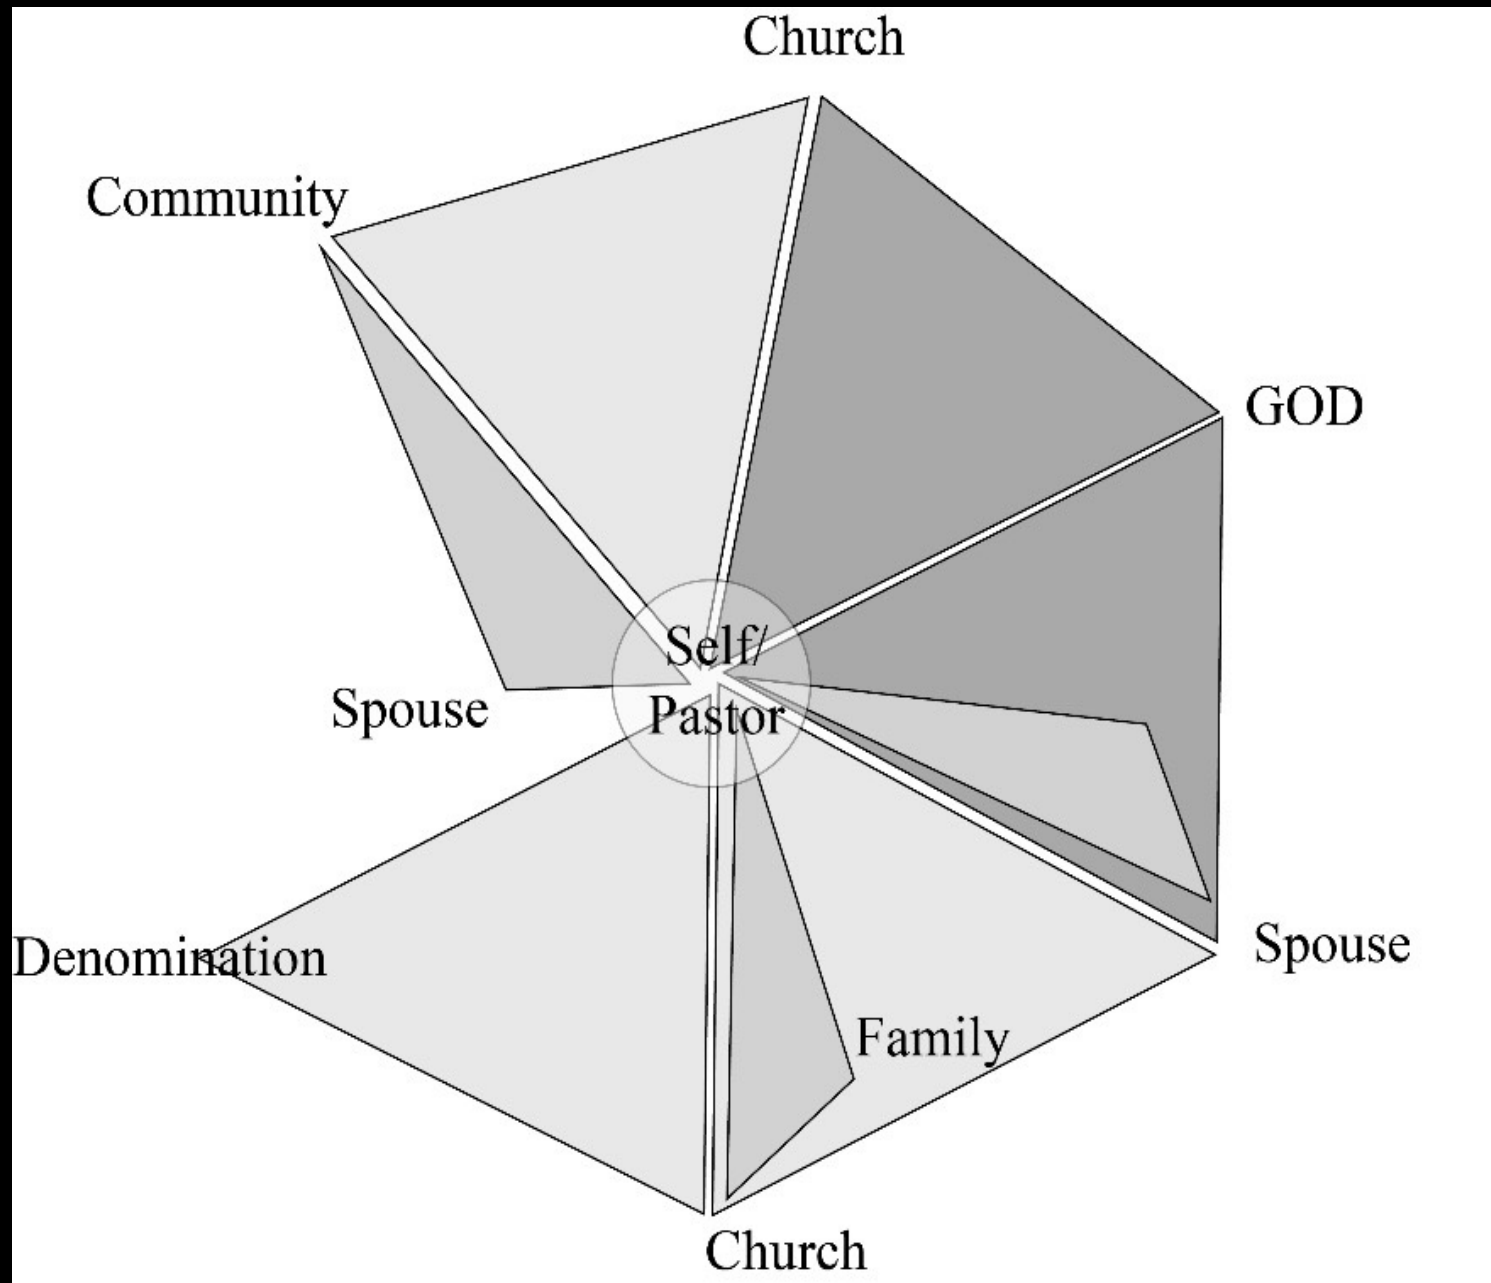 Church
Community
GOD
Self/
Pastor
Spouse
Denomination
Spouse
Family
Church